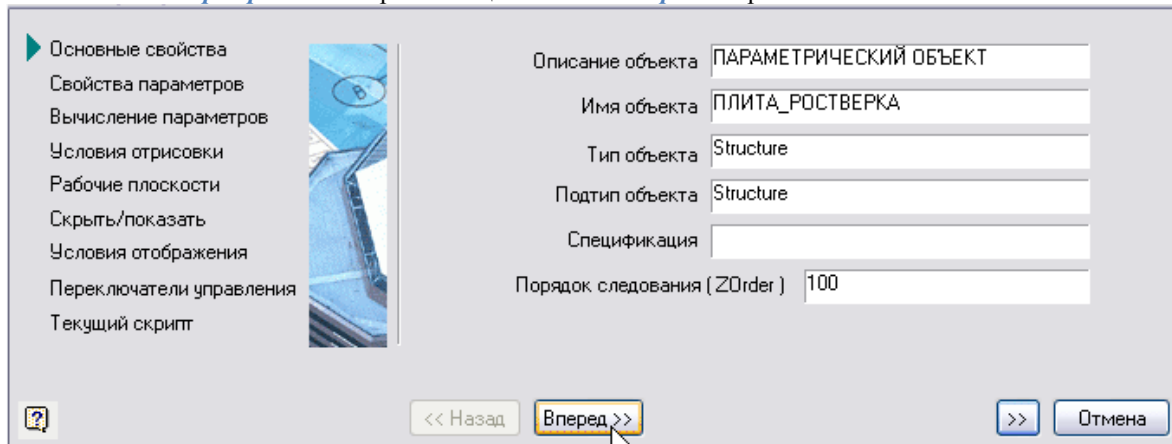 Основные свойства
Свойства параметров
Вычисление параметров
Условия отрисовки
Рабочие плоскости
Скрыть/показать
Условия отображения
Переключатели управления
Текущий скрипт
Описание объекта ПАРАМЕТРИЧЕСКИЙ ОБЪЕКТ
Имя объекта ПЛИТА_РОСТВЕРКА
Тип объекта Structure
Подтип объекта Structure
Спецификация
Порядок следования ( ZOrder ) 100
<< Назад Вперед >> >> Отмена